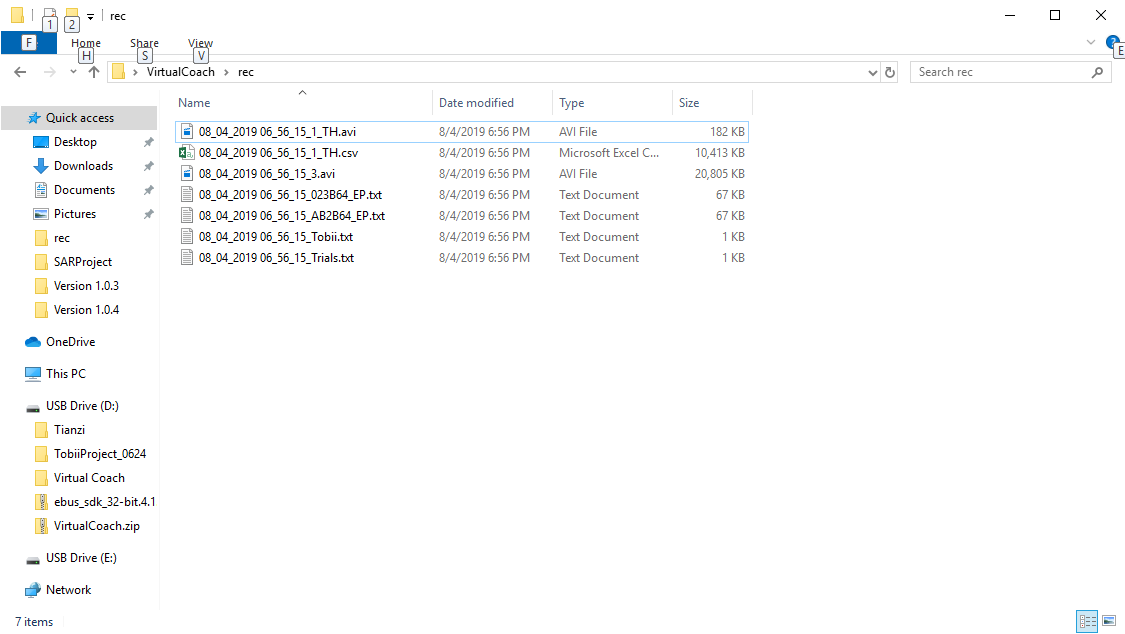 1 2 rec
F Home Share View ? E
H S V
VirtualCoach rec Search rec
Name Date modified Type Size
Quick access
Desktop
Downloads
Documents
Pictures
rec
SARProject
Version 1.0.3
Version 1.0.4
OneDrive
This PC
USB Drive (D:)
Tianzi
TobiiProject_0624
Virtual Coach
ebus_sdk_32-bit.4.1
VirtualCoach.zip
USB Drive (E:)
Network
08_04_2019 06_56_15_1_TH.avi 8/4/2019 6:56 PM AVI File 182 KB
08_04_2019 06_56_15_1_TH.csv 8/4/2019 6:56 PM Microsoft Excel C... 10,413 KB
08_04_2019 06_56_15_3.avi 8/4/2019 6:56 PM AVI File 20,805 KB
08_04_2019 06_56_15_023B64_EP.txt 8/4/2019 6:56 PM Text Document 67 KB
08_04_2019 06_56_15_AB2B64_EP.txt 8/4/2019 6:56 PM Text Document 67 KB
08_04_2019 06_56_15_Tobii.txt 8/4/2019 6:56 PM Text Document 1 KB
08_04_2019 06_56_15_Trials.txt 8/4/2019 6:56 PM Text Document 1 KB
7 items